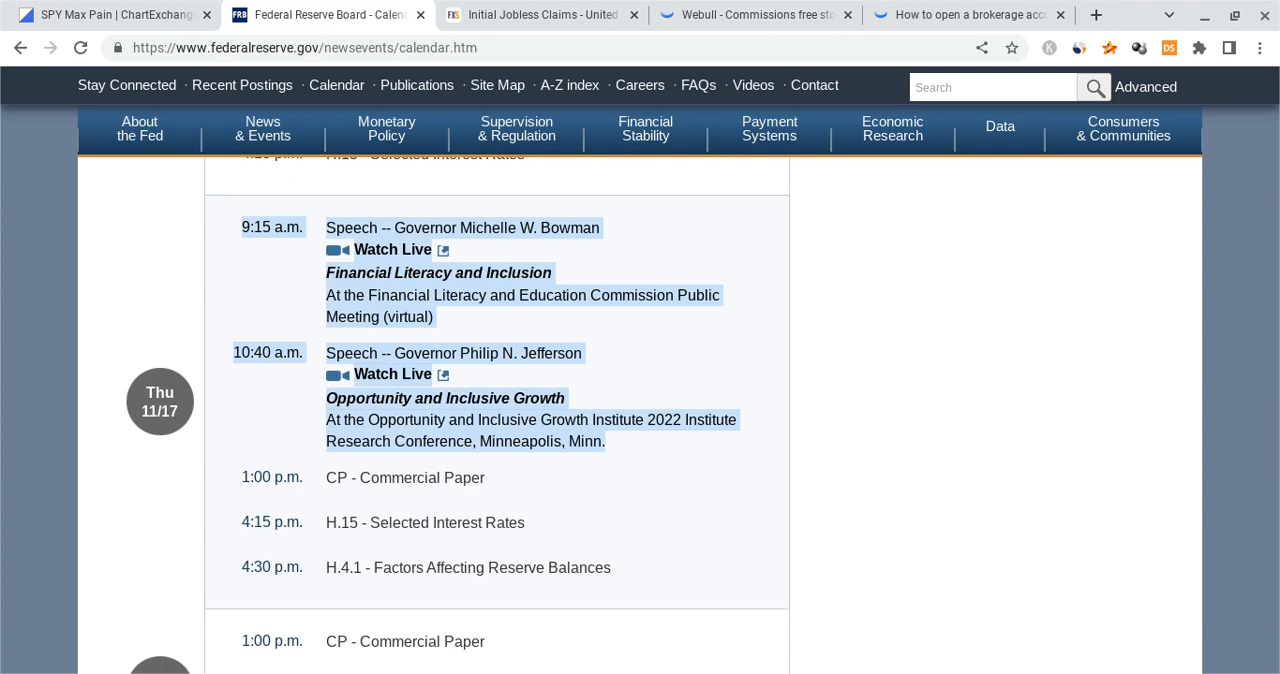 SPY Max Pain | ChartExchang
Federal Reserve Board - Calend
FXS
Initial Jobless Claims - United
Webull - Commissions free sto
How to open a brokerage acco
https://www.federalreserve.gov/newsevents/calendar.htm
Stay Connected · Recent Postings · Calendar · Publications · Site Map · A-Z index · Careers · FAQs · Videos · Contact
Search
Advanced
About
the Fed
News
& Events
Monetary
Policy
Supervision
& Regulation
Financial
Stability
Payment
Systems
Economic
Research
Data
Consumers
& Communities
H.15 - Selected Interest Rates
9:15 a.m. Speech -- Governor Michelle W. Bowman
Watch Live
Financial Literacy and Inclusion
At the Financial Literacy and Education Commission Public
Meeting (virtual)
10:40 a.m. Speech -- Governor Philip N. Jefferson
Watch Live
Opportunity and Inclusive Growth
At the Opportunity and Inclusive Growth Institute 2022 Institute
Research Conference, Minneapolis, Minn.
Thu
11/17
1:00 p.m. CP - Commercial Paper
4:15 p.m. H.15 - Selected Interest Rates
4:30 p.m. H.4.1 - Factors Affecting Reserve Balances
1:00 p.m. CP - Commercial Paper